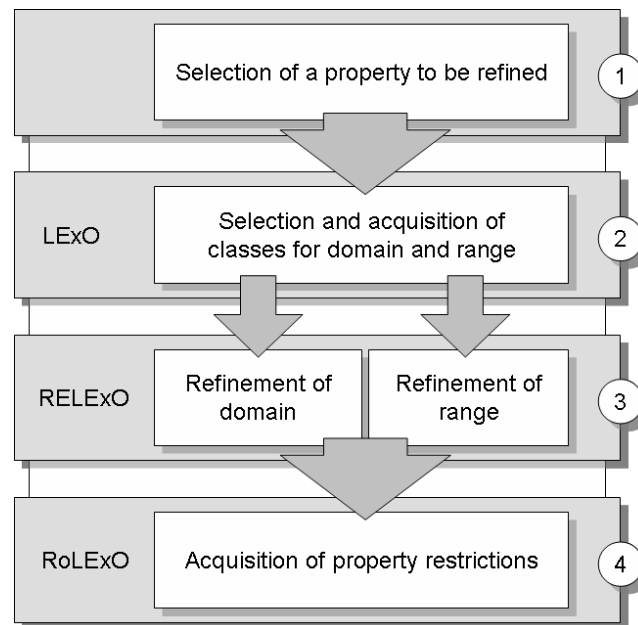 Selection of a property to be refined
1
LExO
Selection and acquisition of
classes for domain and range
2
RELExO
Refinement of
domain
Refinement of
range
3
RoLExO
Acquisition of property restrictions
4